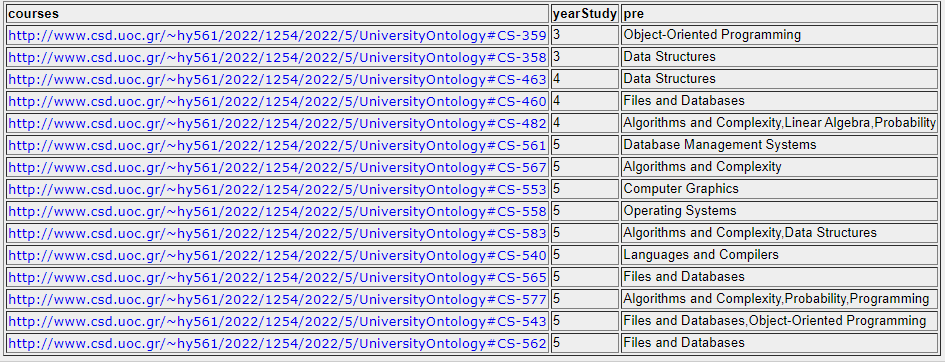 courses yearStudy pre
http://www.csd.uoc.gr/~hy561/2022/1254/2022/5/UniversityOntology#CS-359 3 Object-Oriented Programming
http://www.csd.uoc.gr/~hy561/2022/1254/2022/5/UniversityOntology#CS-358 3 Data Structures
http://www.csd.uoc.gr/~hy561/2022/1254/2022/5/UniversityOntology#CS-463 4 Data Structures
http://www.csd.uoc.gr/~hy561/2022/1254/2022/5/UniversityOntology#CS-460 4 Files and Databases
http://www.csd.uoc.gr/~hy561/2022/1254/2022/5/UniversityOntology#CS-482 4 Algorithms and Complexity,Linear Algebra,Probability
http://www.csd.uoc.gr/~hy561/2022/1254/2022/5/UniversityOntology#CS-561 5 Database Management Systems
http://www.csd.uoc.gr/~hy561/2022/1254/2022/5/UniversityOntology#CS-567 5 Algorithms and Complexity
http://www.csd.uoc.gr/~hy561/2022/1254/2022/5/UniversityOntology#CS-553 5 Computer Graphics
http://www.csd.uoc.gr/~hy561/2022/1254/2022/5/UniversityOntology#CS-558 5 Operating Systems
http://www.csd.uoc.gr/~hy561/2022/1254/2022/5/UniversityOntology#CS-583 5 Algorithms and Complexity,Data Structures
http://www.csd.uoc.gr/~hy561/2022/1254/2022/5/UniversityOntology#CS-540 5 Languages and Compilers
http://www.csd.uoc.gr/~hy561/2022/1254/2022/5/UniversityOntology#CS-565 5 Files and Databases
http://www.csd.uoc.gr/~hy561/2022/1254/2022/5/UniversityOntology#CS-577 5 Algorithms and Complexity,Probability,Programming
http://www.csd.uoc.gr/~hy561/2022/1254/2022/5/UniversityOntology#CS-543 5 Files and Databases,Object-Oriented Programming
http://www.csd.uoc.gr/~hy561/2022/1254/2022/5/UniversityOntology#CS-562 5 Files and Databases